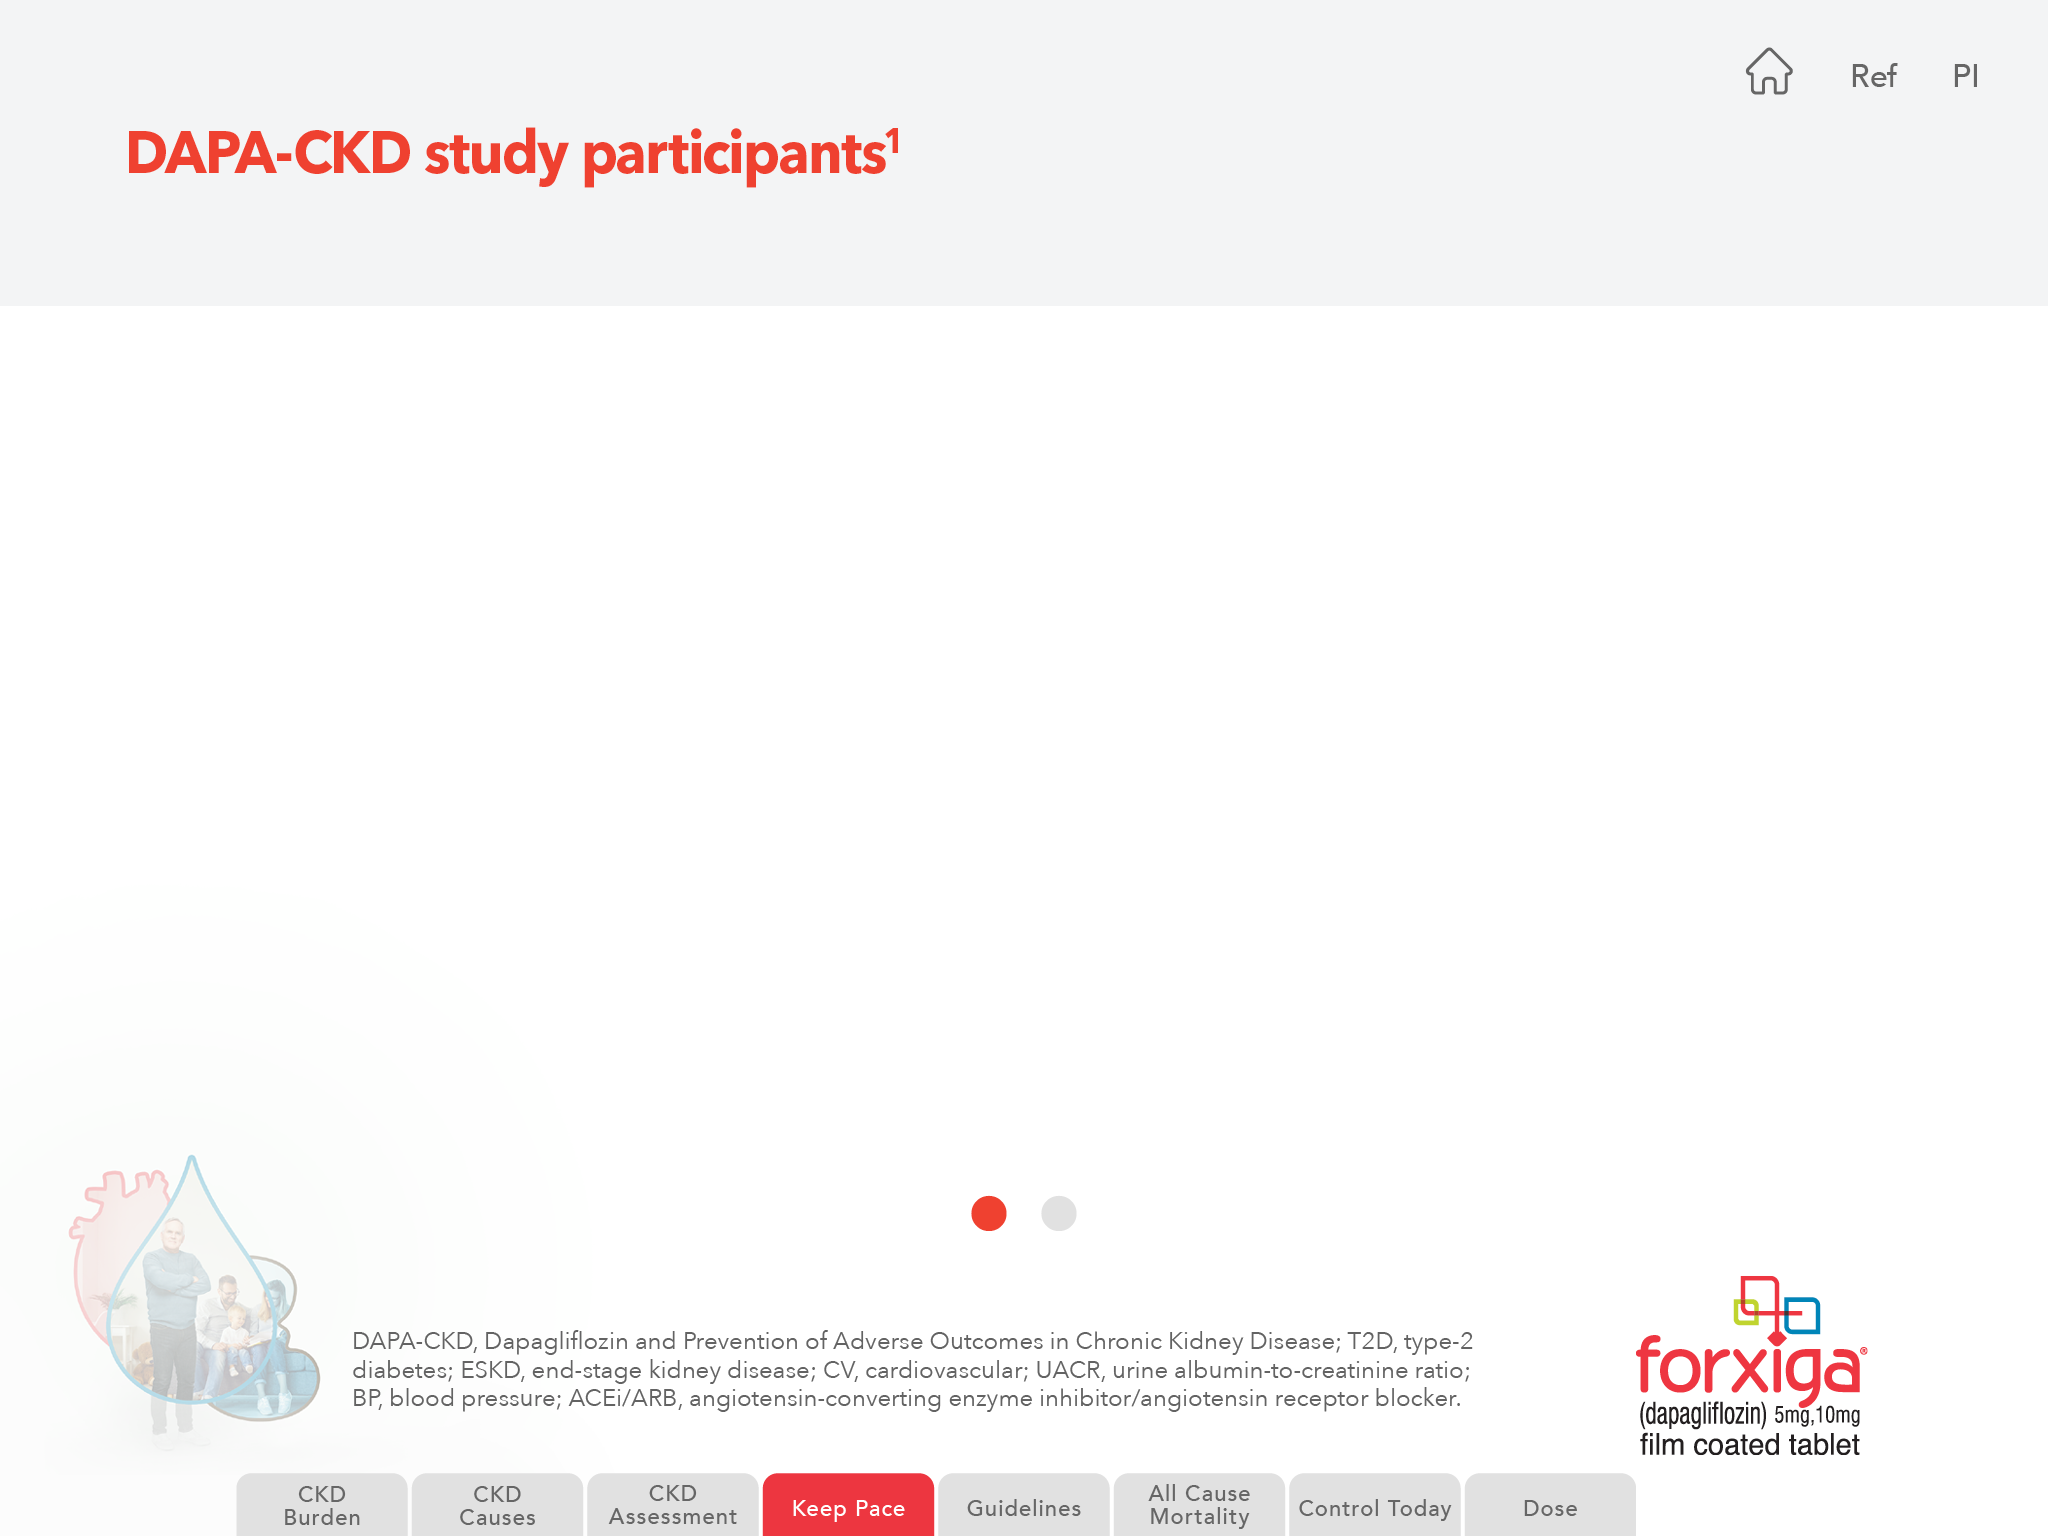 Ref PI
DAPA-CKD study participants¹
DAPA-CKD, Dapagliflozin and Prevention of Adverse Outcomes in Chronic Kidney Disease; T2D, type-2
diabetes; ESKD, end-stage kidney disease; CV, cardiovascular; UACR, urine albumin-to-creatinine ratio;
BP, blood pressure; ACEi/ARB, angiotensin-converting enzyme inhibitor/angiotensin receptor blocker.
forxiga®
(dapagliflozin) 5mg,10mg
film coated tablet
CKD
Burden
CKD
Causes
CKD
Assessment
Keep Pace
Guidelines
All Cause
Mortality
Control Today
Dose